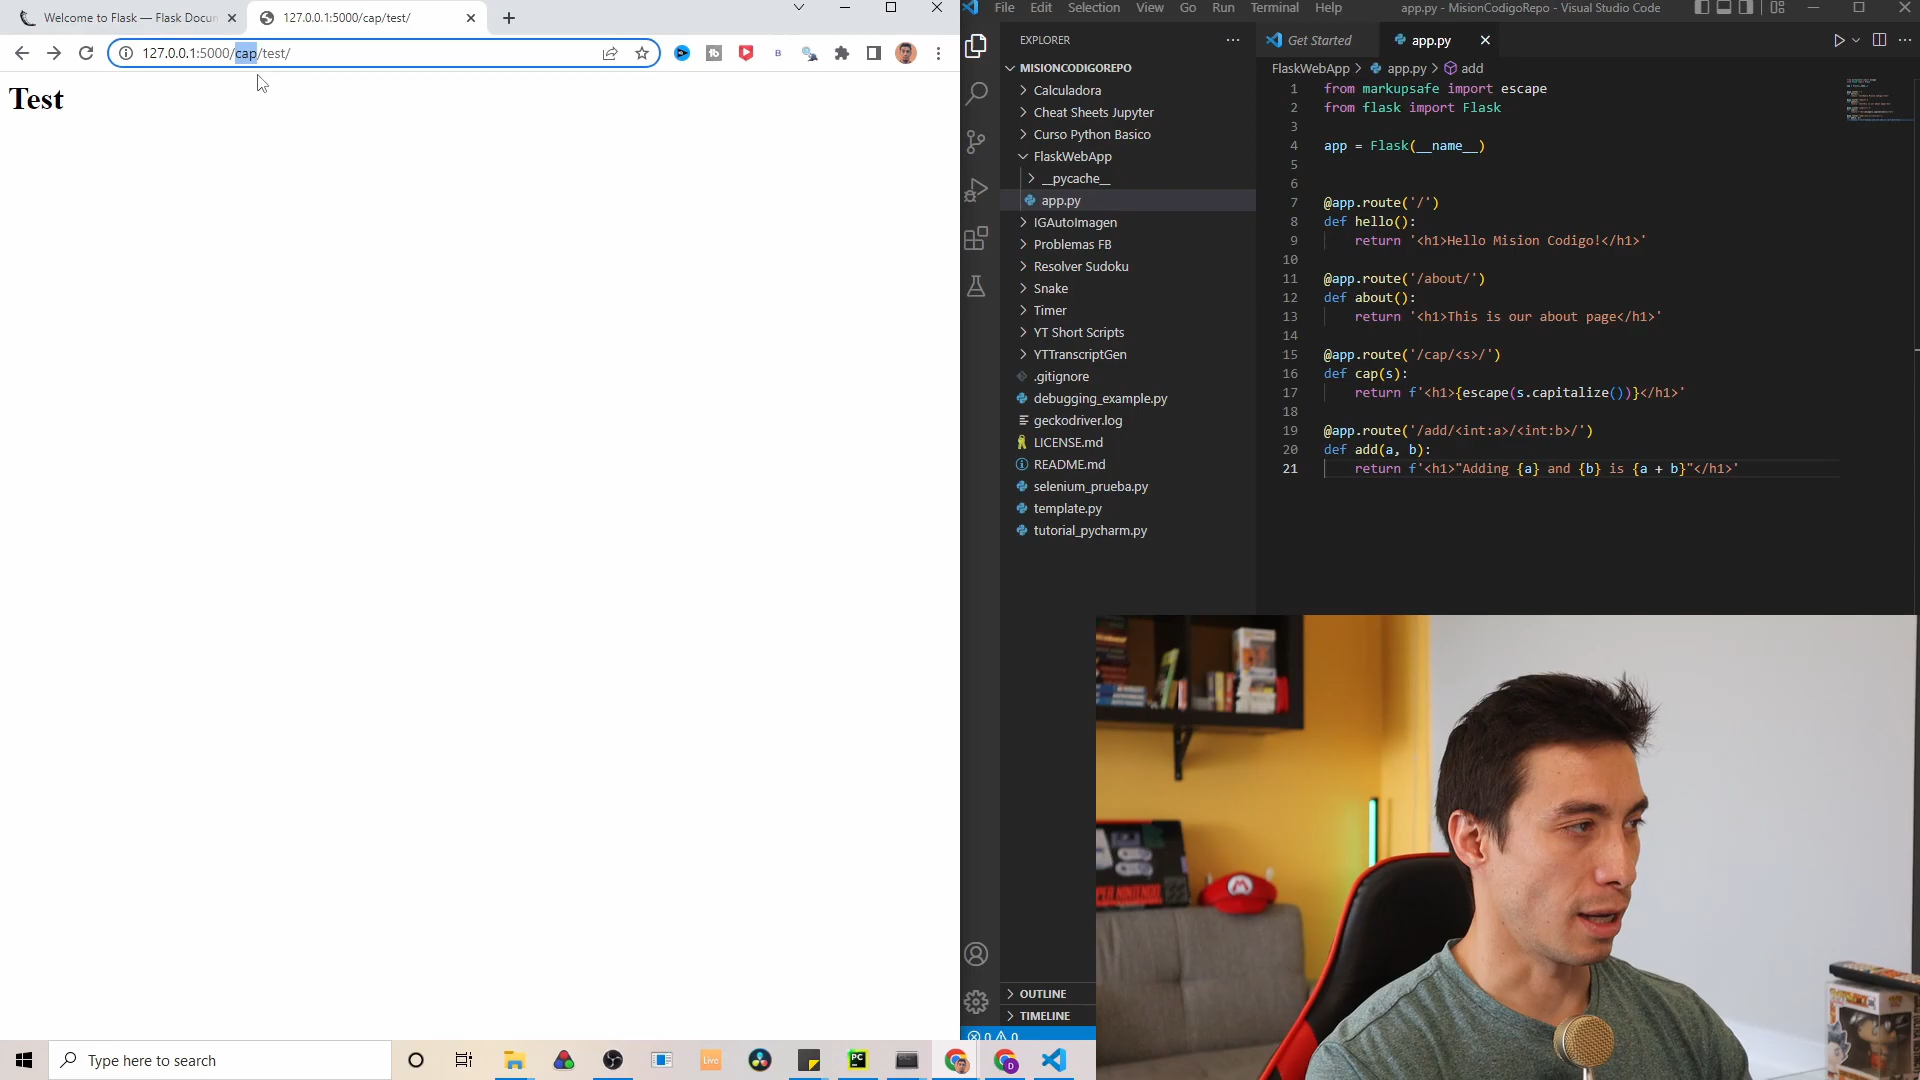 Welcome to Flask — Flask Docum
127.0.0.1:5000/cap/test/
127.0.0.1:5000/cap/test/
Test
File Edit Selection View Go Run Terminal Help
app.py - MisionCodigoRepo - Visual Studio Code
EXPLORER
MISIONCODIGOREPO
Calculadora
Cheat Sheets Jupyter
Curso Python Basico
FlaskWebApp
__pycache__
app.py
IGAutoImagen
Problemas FB
Resolver Sudoku
Snake
Timer
YT Short Scripts
YTTranscriptGen
.gitignore
debugging_example.py
geckodriver.log
LICENSE.md
README.md
selenium_prueba.py
template.py
tutorial_pycharm.py
OUTLINE
TIMELINE
0 0
Get Started
app.py
FlaskWebApp > app.py > add
1 from markupsafe import escape
2 from flask import Flask
3
4 app = Flask(__name__)
5
6
7 @app.route('/')
8 def hello():
9 return '<h1>Hello Mision Codigo!</h1>'
10
11 @app.route('/about/')
12 def about():
13 return '<h1>This is our about page</h1>'
14
15 @app.route('/cap/<s>/')
16 def cap(s):
17 return f'<h1>{escape(s.capitalize())}</h1>'
18
19 @app.route('/add/<int:a>/<int:b>/')
20 def add(a, b):
21 return f'<h1>"Adding {a} and {b} is {a + b}"</h1>'
SUPER NINTENDO
M
Type here to search
Live
PC
D